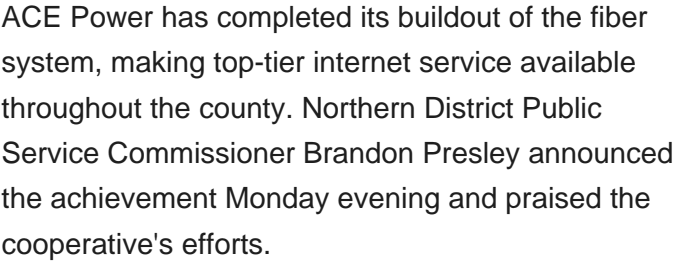 ACE Power has completed its buildout of the fiber
system, making top-tier internet service available
throughout the county. Northern District Public
Service Commissioner Brandon Presley announced
the achievement Monday evening and praised the
cooperative's efforts.